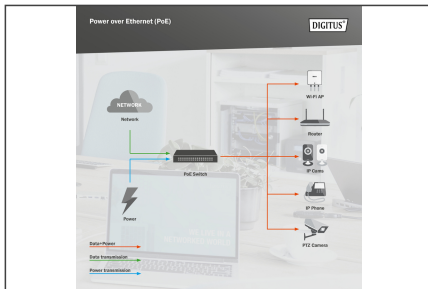 Power over Ethernet (PoE)
DIGITUS®
NETWORK
Network
Wi-Fi AP
Router
PoE Switch
IP Cams
Power
IP Phone
PTZ Camera
Data+Power
Data transmission
Power transmission